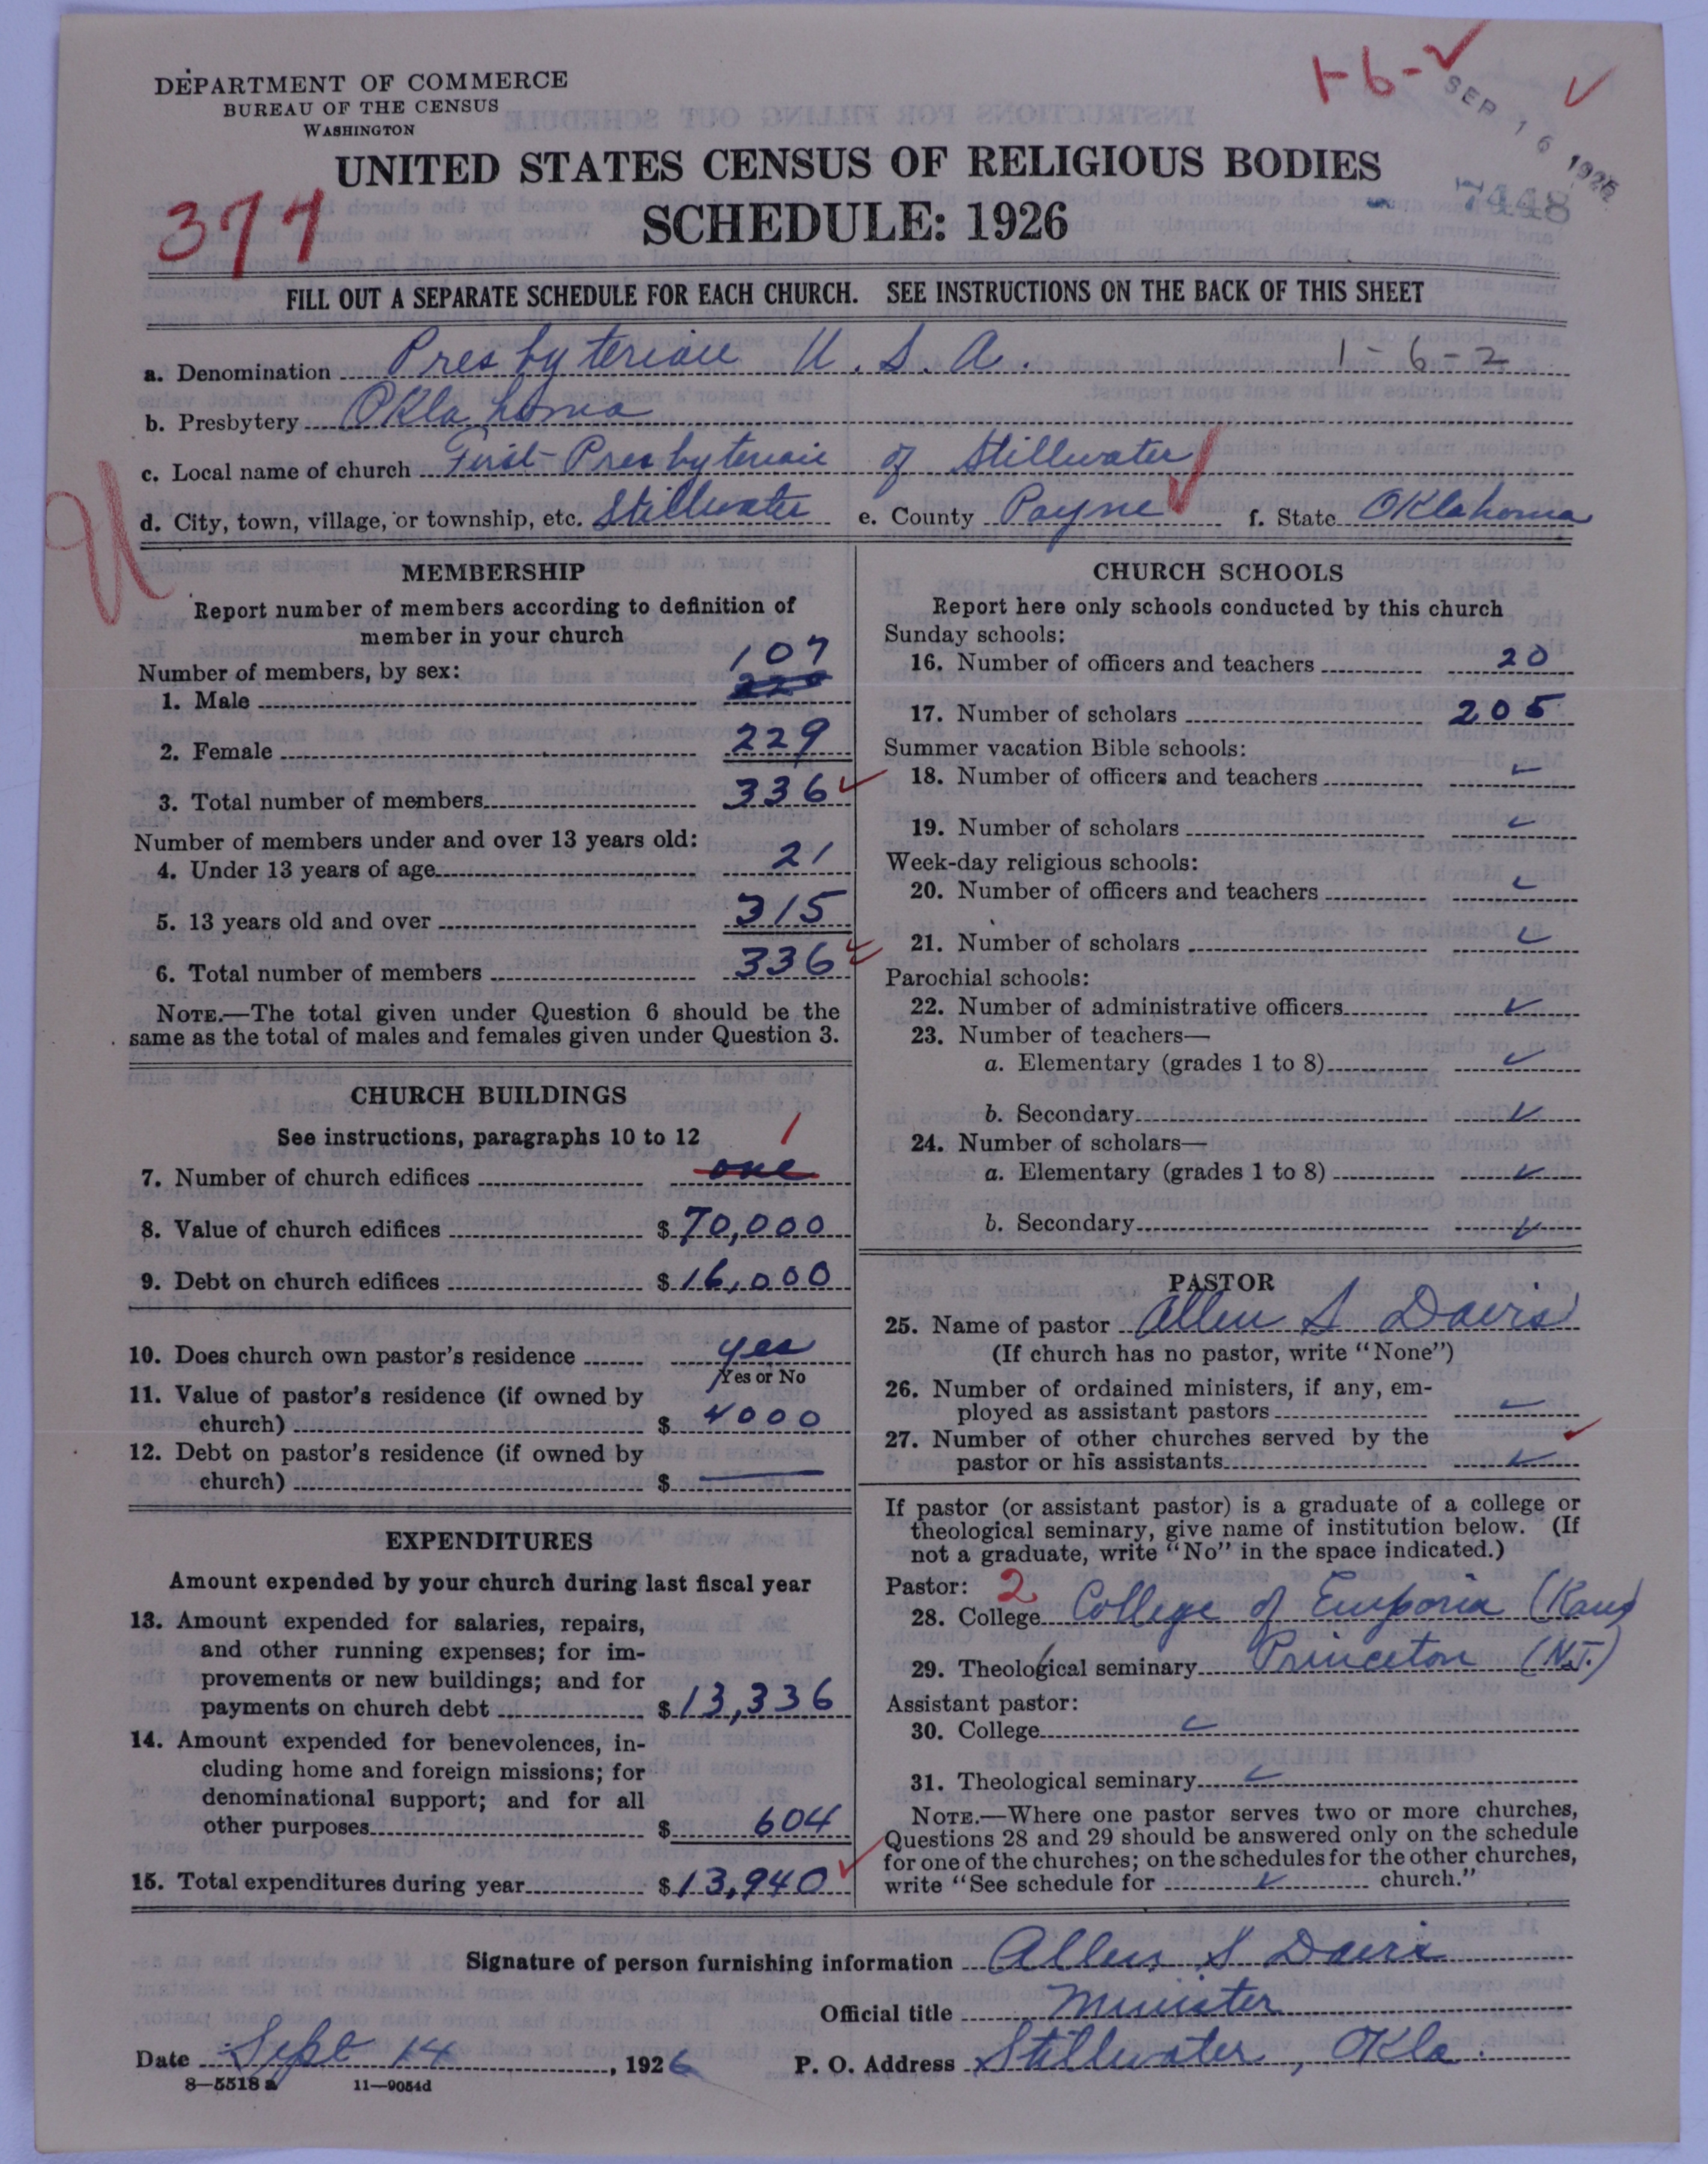 DEPARTMENT OF COMMERCE
BUREAU OF THE CENSUS
WASHINGTON
1-6-✓
SEP 16 1926
✓
7448
377
UNITED STATES CENSUS OF RELIGIOUS BODIES
SCHEDULE: 1926
FILL OUT A SEPARATE SCHEDULE FOR EACH CHURCH. SEE INSTRUCTIONS ON THE BACK OF THIS SHEET
a. Denomination Presbyterian U. S. A. 1-6-2
b. Presbytery Oklahoma
c. Local name of church First-Presbyterian of Stillwater
d. City, town, village, or township, etc. Stillwater e. County Payne f. State Oklahoma
MEMBERSHIP
Report number of members according to definition of
member in your church
Number of members, by sex:
107
1. Male
2. Female 229
3. Total number of members 336 ✓
Number of members under and over 13 years old:
4. Under 13 years of age 21
5. 13 years old and over 315
6. Total number of members 336 ✓
NOTE.—The total given under Question 6 should be the
same as the total of males and females given under Question 3.
CHURCH BUILDINGS
See instructions, paragraphs 10 to 12 1
7. Number of church edifices one
8. Value of church edifices $ 70,000
9. Debt on church edifices $ 16,000
10. Does church own pastor's residence yes
Yes or No
11. Value of pastor's residence (if owned by
church) $ 4000
12. Debt on pastor's residence (if owned by
church) $ —
EXPENDITURES
Amount expended by your church during last fiscal year
13. Amount expended for salaries, repairs,
and other running expenses; for im-
provements or new buildings; and for
payments on church debt $ 13,336
14. Amount expended for benevolences, in-
cluding home and foreign missions; for
denominational support; and for all
other purposes $ 604
15. Total expenditures during year $ 13,940 ✓
CHURCH SCHOOLS
Report here only schools conducted by this church
Sunday schools:
16. Number of officers and teachers 20
17. Number of scholars 205
Summer vacation Bible schools:
18. Number of officers and teachers ✓
19. Number of scholars ✓
Week-day religious schools:
20. Number of officers and teachers ✓
21. Number of scholars ✓
Parochial schools:
22. Number of administrative officers ✓
23. Number of teachers—
a. Elementary (grades 1 to 8) ✓
b. Secondary ✓
24. Number of scholars—
a. Elementary (grades 1 to 8) ✓
b. Secondary ✓
PASTOR
25. Name of pastor Allen S Davis
(If church has no pastor, write "None")
26. Number of ordained ministers, if any, em-
ployed as assistant pastors ✓
27. Number of other churches served by the
pastor or his assistants ✓
If pastor (or assistant pastor) is a graduate of a college or
theological seminary, give name of institution below. (If
not a graduate, write "No" in the space indicated.)
Pastor: 2
28. College College of Emporia (Kans)
29. Theological seminary Princeton (N.J.)
Assistant pastor:
30. College ✓
31. Theological seminary ✓
NOTE.—Where one pastor serves two or more churches,
Questions 28 and 29 should be answered only on the schedule
for one of the churches; on the schedules for the other churches,
write "See schedule for ✓ church."
Signature of person furnishing information Allen S Davis
Official title Minister
Date Sept 14, 1926 P. O. Address Stillwater, Okla.
8—5518 a 11—9054d